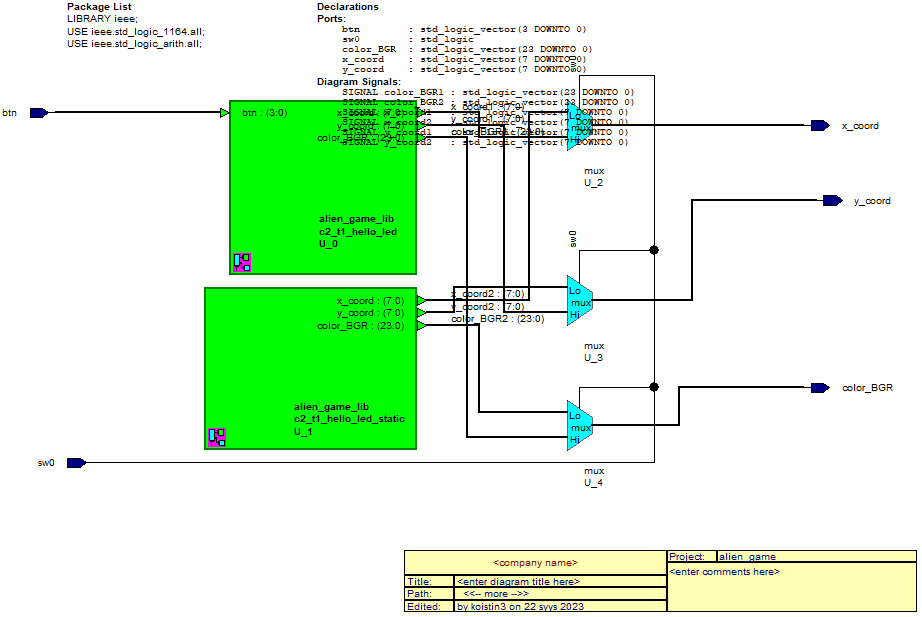 Package List
LIBRARY ieee;
USE ieee.std_logic_1164.all;
USE ieee.std_logic_arith.all;
Declarations
Ports:
btn : std_logic_vector(3 DOWNTO 0)
sw0 : std_logic
color_BGR : std_logic_vector(23 DOWNTO 0)
x_coord : std_logic_vector(7 DOWNTO 0)
y_coord : std_logic_vector(7 DOWNTO 0)
Diagram Signals:
SIGNAL color_BGR1 : std_logic_vector(23 DOWNTO 0)
SIGNAL color_BGR2 : std_logic_vector(23 DOWNTO 0)
SIGNAL x_coord1 : std_logic_vector(7 DOWNTO 0)
SIGNAL x_coord2 : std_logic_vector(7 DOWNTO 0)
SIGNAL y_coord1 : std_logic_vector(7 DOWNTO 0)
SIGNAL y_coord2 : std_logic_vector(7 DOWNTO 0)
btn
btn : (3:0)
x_coord : (7:0)
y_coord : (7:0)
color_BGR : (23:0)
x_coord1 : (7:0)
y_coord1 : (7:0)
color_BGR1 : (23:0)
Lo
mux
Hi
x_coord
mux
U_2
y_coord
alien_game_lib
c2_t1_hello_led
U_0
sw0
x_coord : (7:0)
y_coord : (7:0)
color_BGR : (23:0)
x_coord2 : (7:0)
y_coord2 : (7:0)
color_BGR2 : (23:0)
Lo
mux
Hi
mux
U_3
color_BGR
alien_game_lib
c2_t1_hello_led_static
U_1
Lo
mux
Hi
sw0
mux
U_4
<company name>
Project: alien_game
<enter comments here>
Title: <enter diagram title here>
Path: <<-- more -->>
Edited: by koistin3 on 22 syys 2023